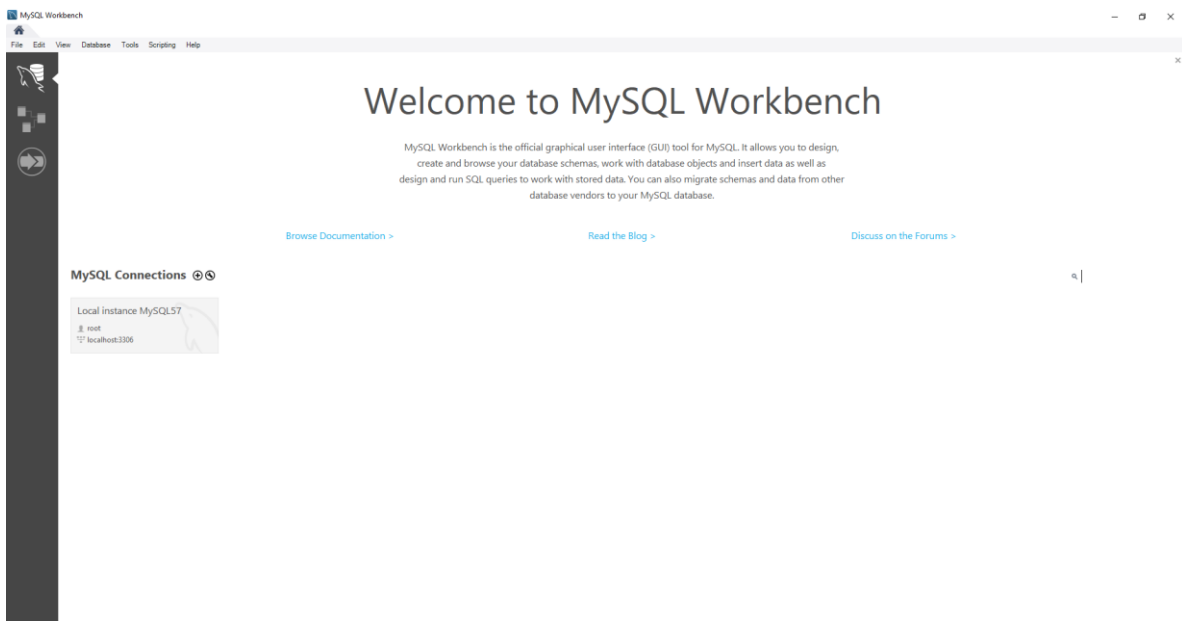 MySQL Workbench
File Edit View Database Tools Scripting Help
Welcome to MySQL Workbench
MySQL Workbench is the official graphical user interface (GUI) tool for MySQL. It allows you to design,
create and browse your database schemas, work with database objects and insert data as well as
design and run SQL queries to work with stored data. You can also migrate schemas and data from other
database vendors to your MySQL database.
Browse Documentation > Read the Blog > Discuss on the Forums >
MySQL Connections
Local instance MySQL57
root
localhost:3306